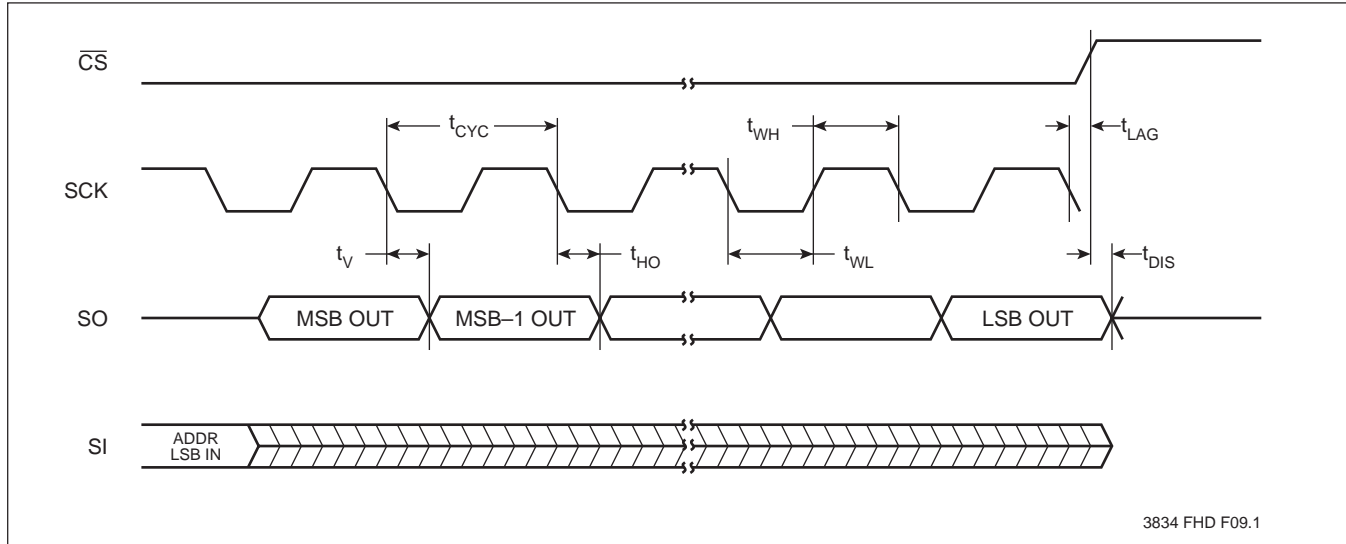 C̅S̅
tCYC
tWH
tLAG
SCK
tV
tHO
tWL
tDIS
SO
MSB OUT
MSB–1 OUT
LSB OUT
SI
ADDR
LSB IN
3834 FHD F09.1